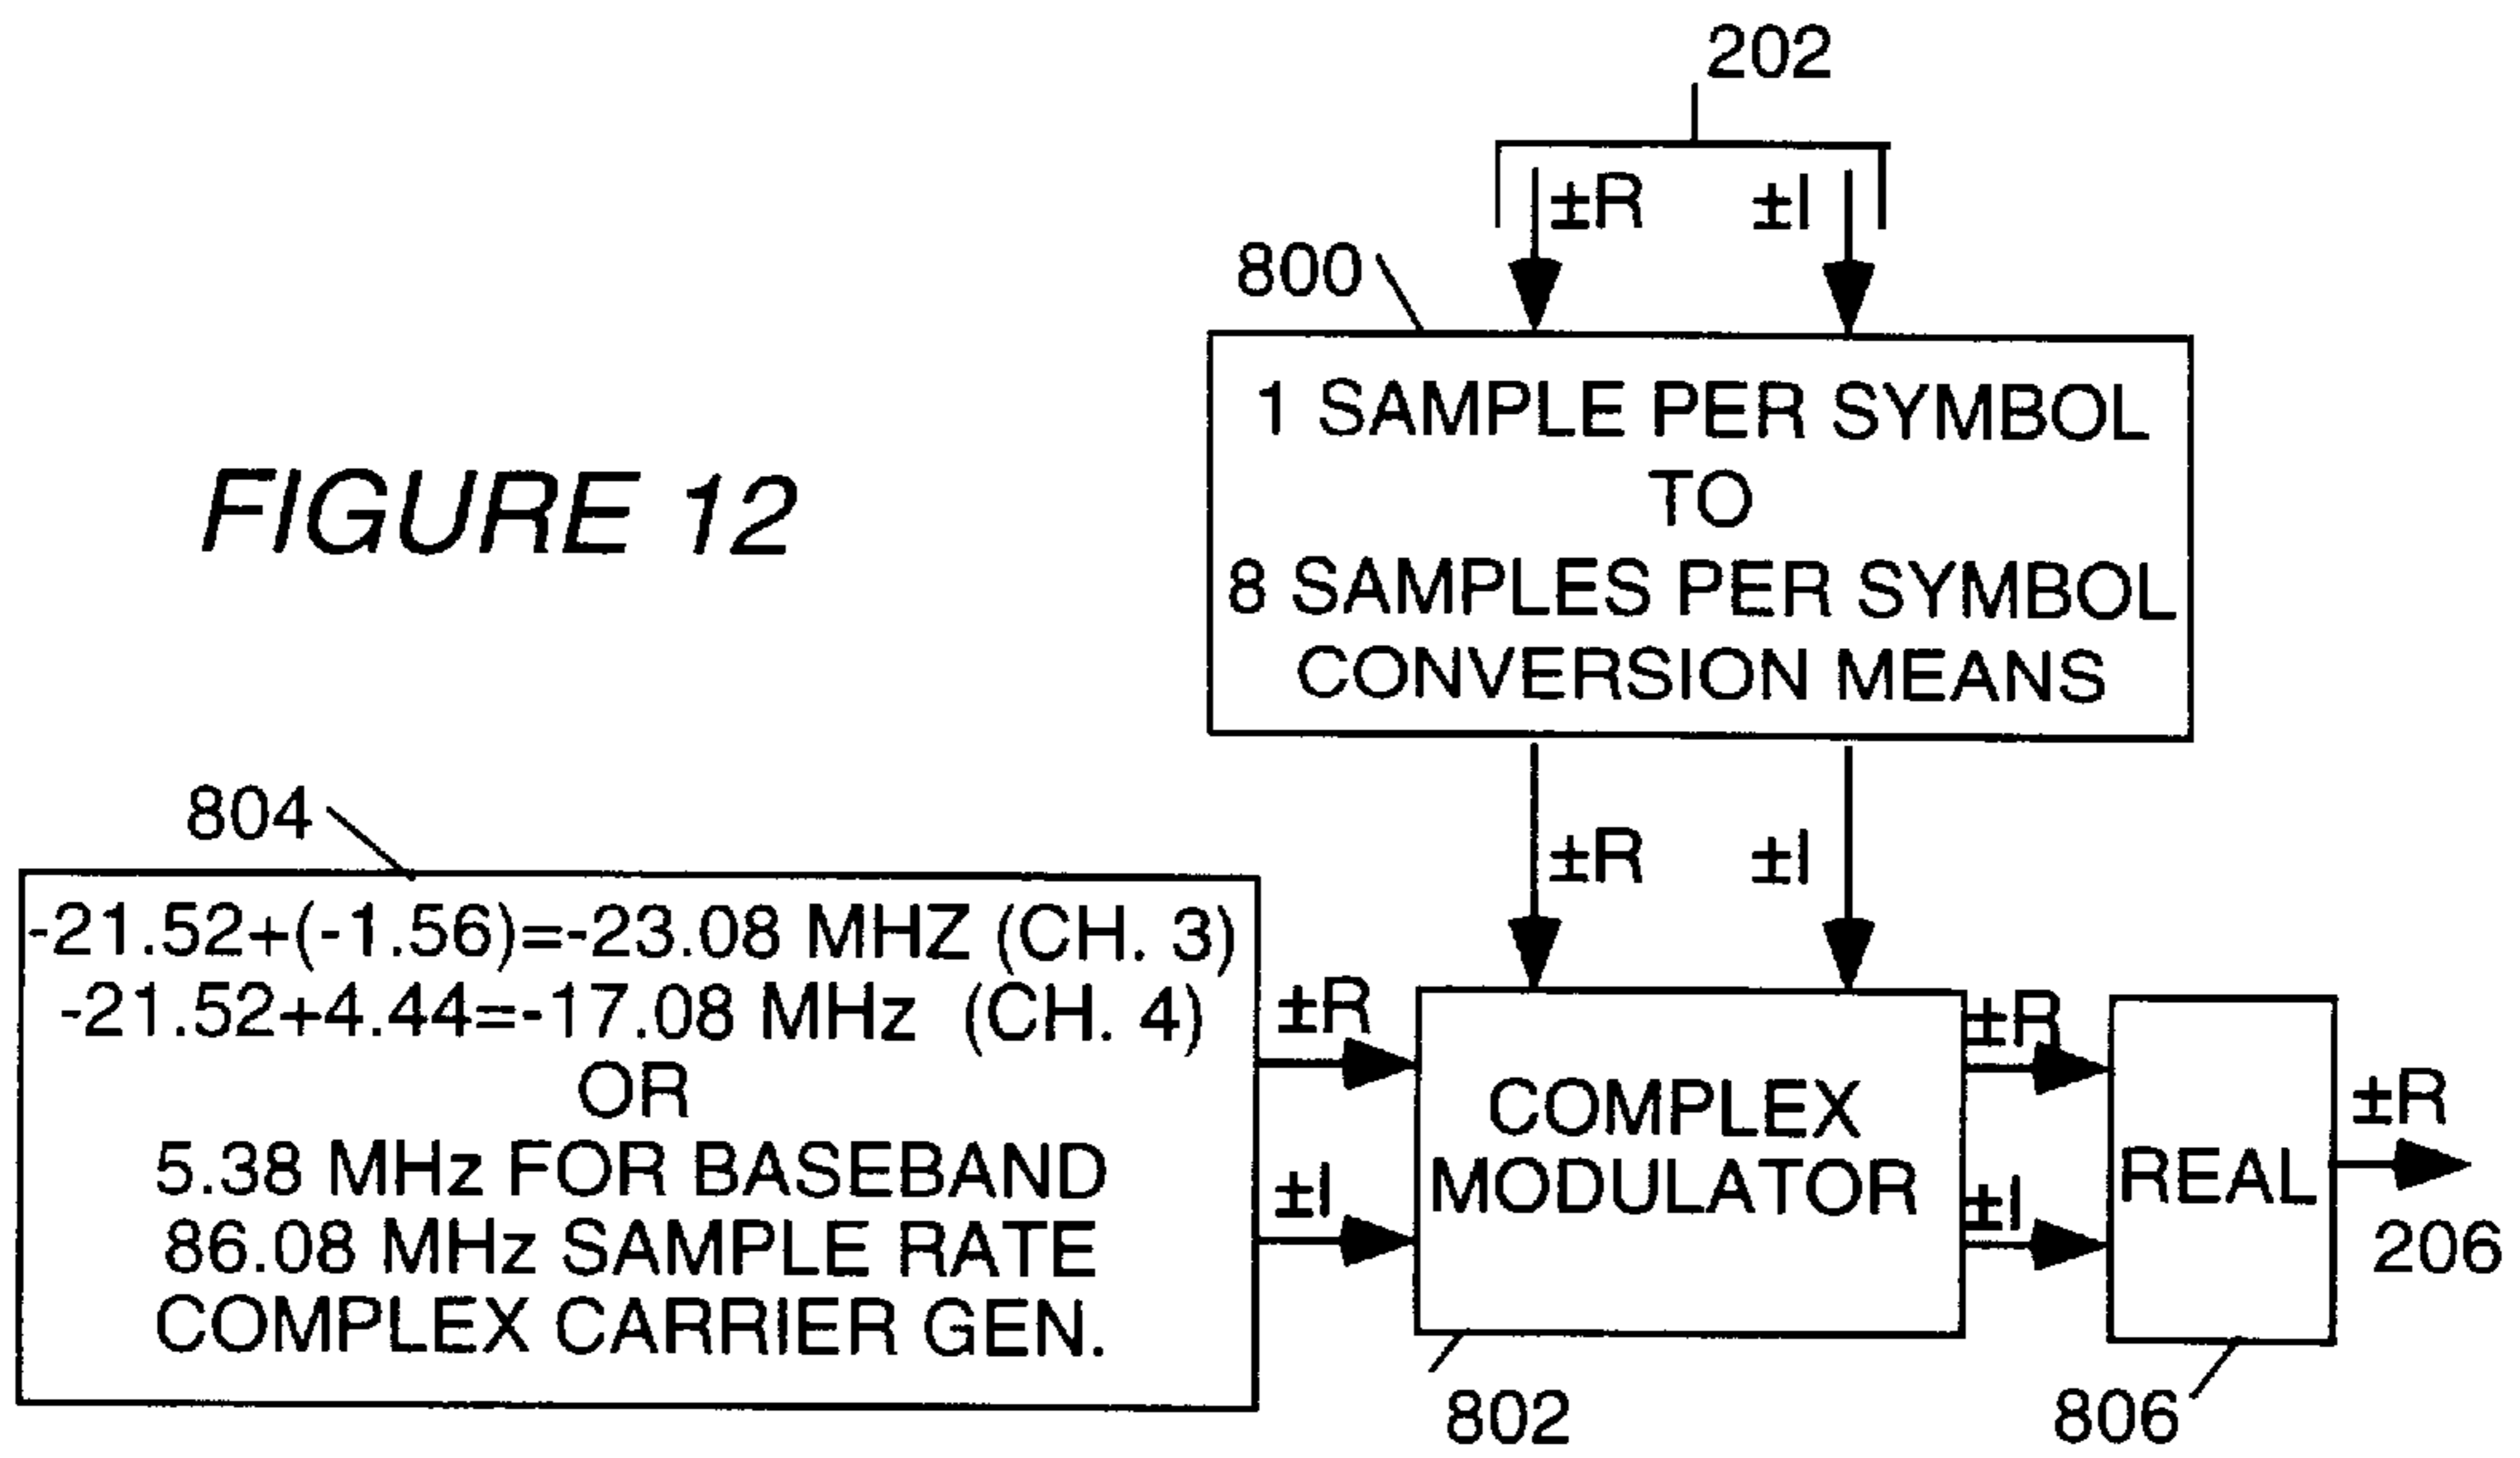 202
±R ±I
800
1 SAMPLE PER SYMBOL
TO
8 SAMPLES PER SYMBOL
CONVERSION MEANS
FIGURE 12
±R ±I
804
-21.52+(-1.56)=-23.08 MHZ (CH. 3)
-21.52+4.44=-17.08 MHz (CH. 4)
OR
5.38 MHz FOR BASEBAND
86.08 MHz SAMPLE RATE
COMPLEX CARRIER GEN.
±R
±I
COMPLEX
MODULATOR
802
±R
±I
REAL
806
±R
206